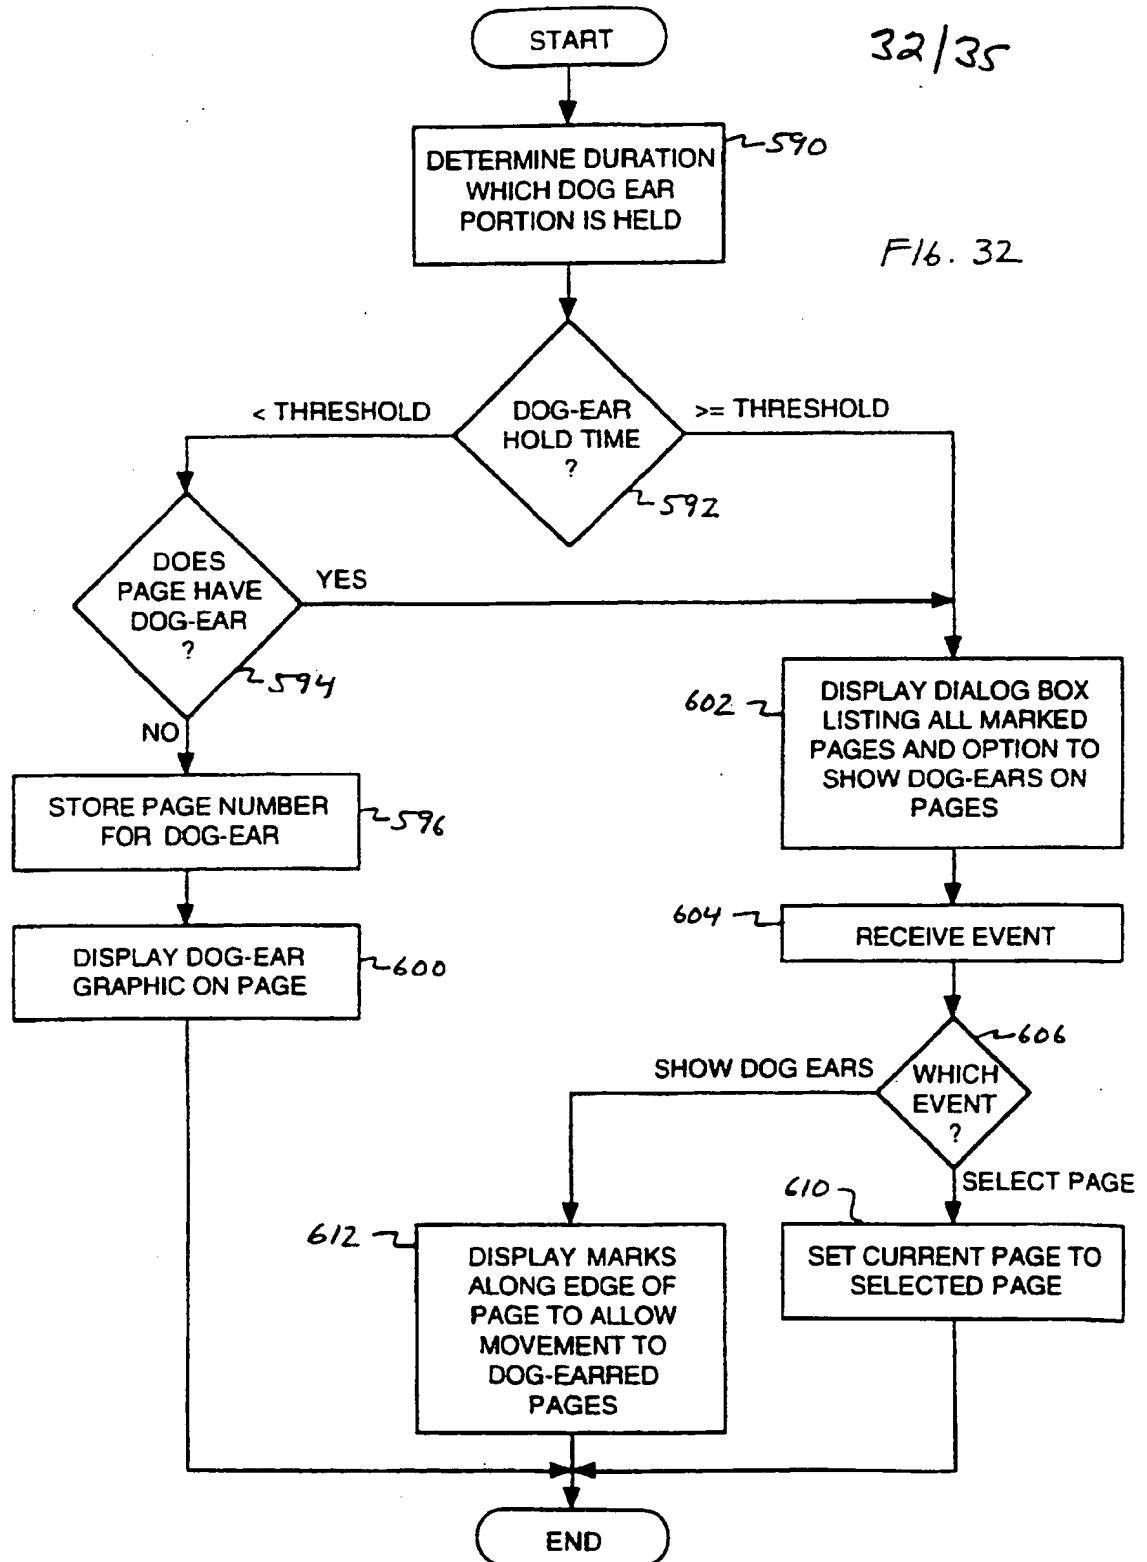 START
32/35
DETERMINE DURATION
WHICH DOG EAR
PORTION IS HELD
590
FIG. 32
< THRESHOLD
DOG-EAR
HOLD TIME
?
>= THRESHOLD
592
DOES
PAGE HAVE
DOG-EAR
?
YES
594
NO
STORE PAGE NUMBER
FOR DOG-EAR
596
DISPLAY DOG-EAR
GRAPHIC ON PAGE
600
602
DISPLAY DIALOG BOX
LISTING ALL MARKED
PAGES AND OPTION TO
SHOW DOG-EARS ON
PAGES
604
RECEIVE EVENT
606
SHOW DOG EARS
WHICH
EVENT
?
SELECT PAGE
610
SET CURRENT PAGE TO
SELECTED PAGE
612
DISPLAY MARKS
ALONG EDGE OF
PAGE TO ALLOW
MOVEMENT TO
DOG-EARRED
PAGES
END